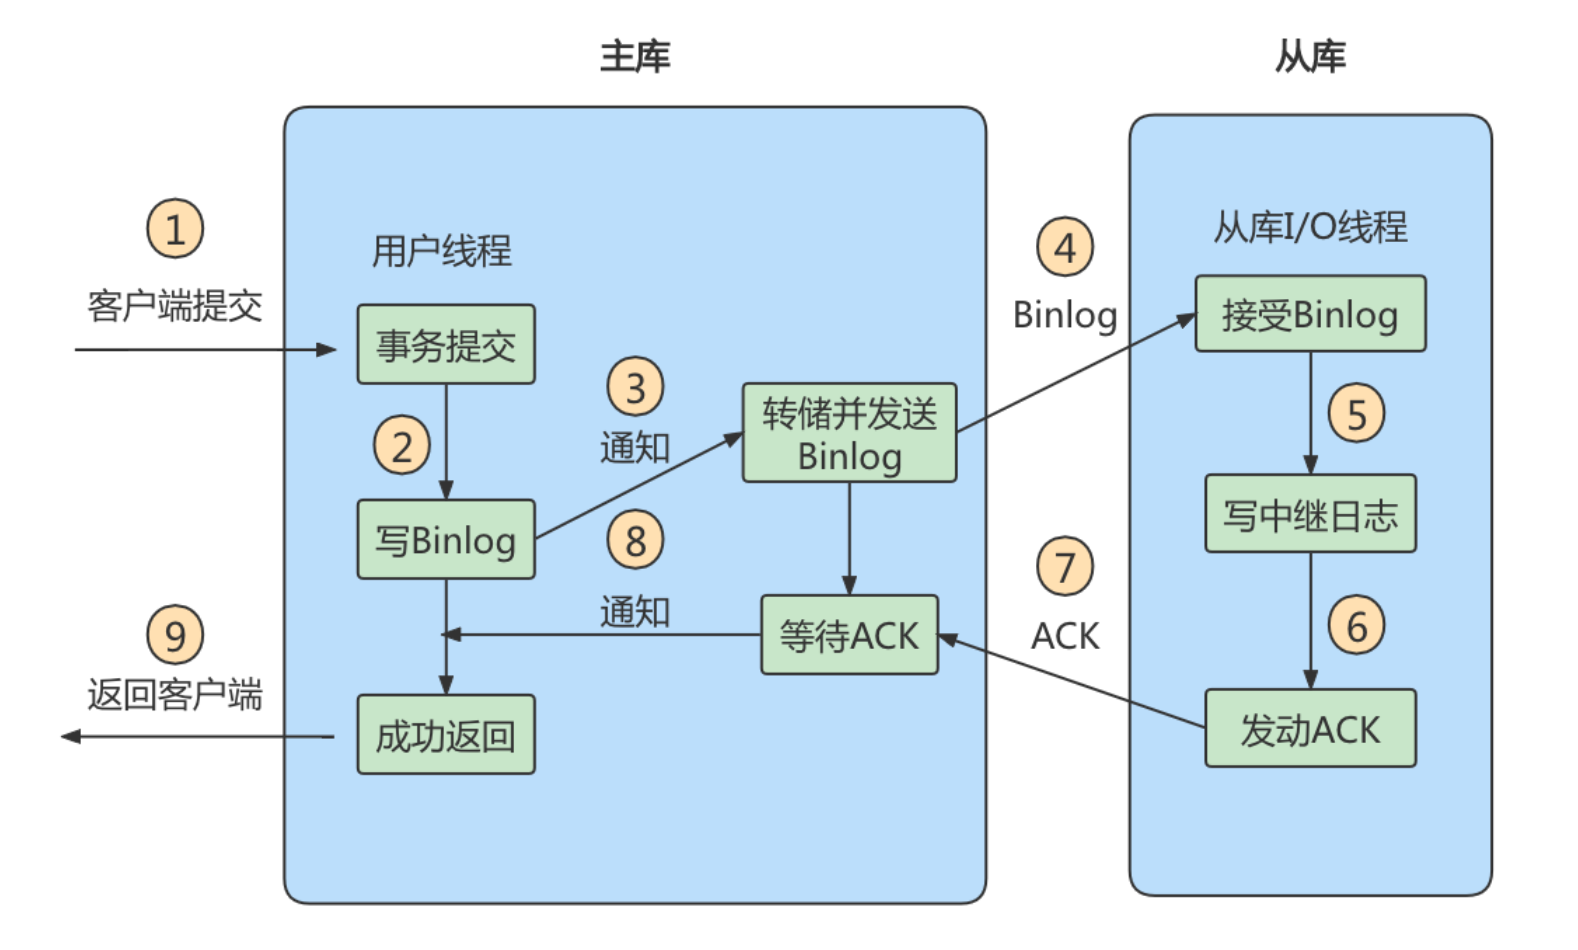 主库
从库
1
客户端提交
用户线程
事务提交
2
写Binlog
3
通知
转储并发送
Binlog
4
Binlog
从库I/O线程
接受Binlog
5
写中继日志
6
发动ACK
7
ACK
等待ACK
8
通知
成功返回
9
返回客户端